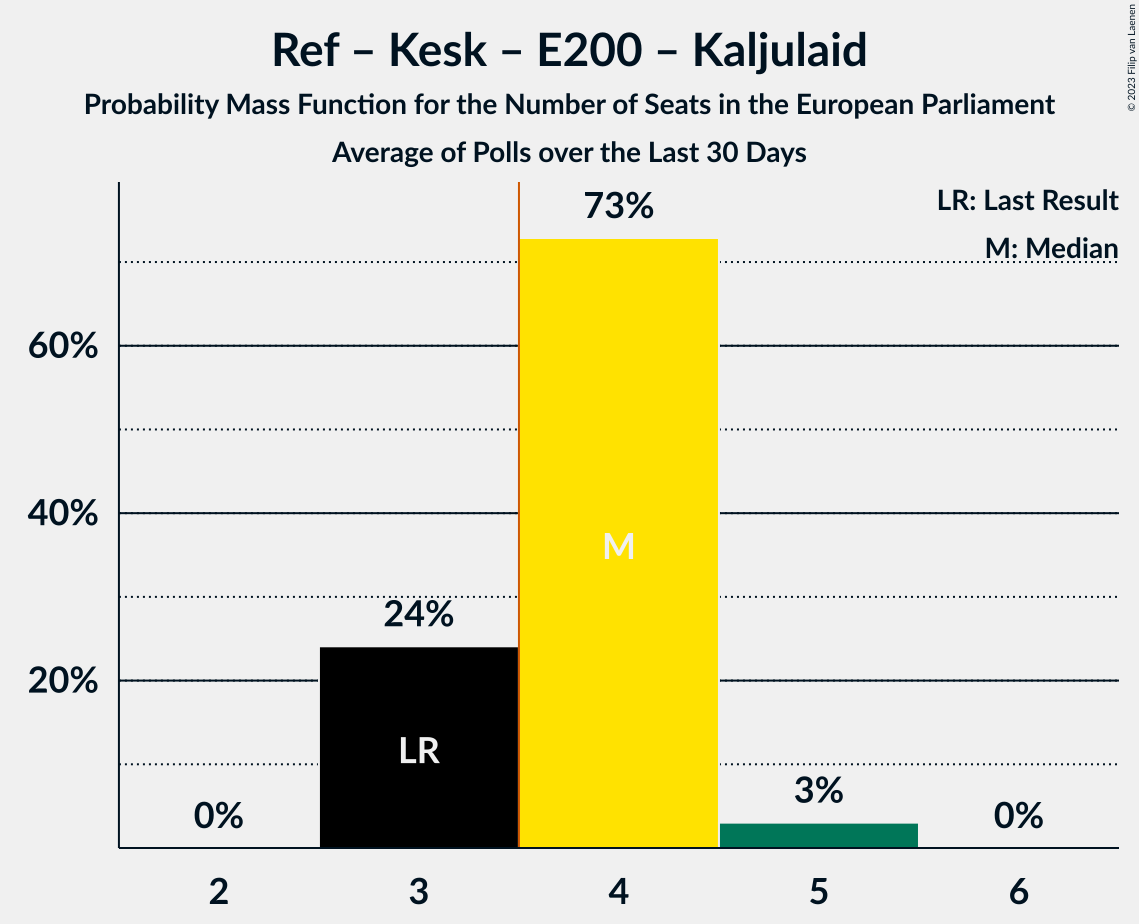 Ref – Kesk – E200 – Kaljulaid
Probability Mass Function for the Number of Seats in the European Parliament
Average of Polls over the Last 30 Days
© 2023 Filip van Laenen
LR: Last Result
M: Median
60%
40%
20%
0%
24%
73%
3%
0%
LR
M
2
3
4
5
6